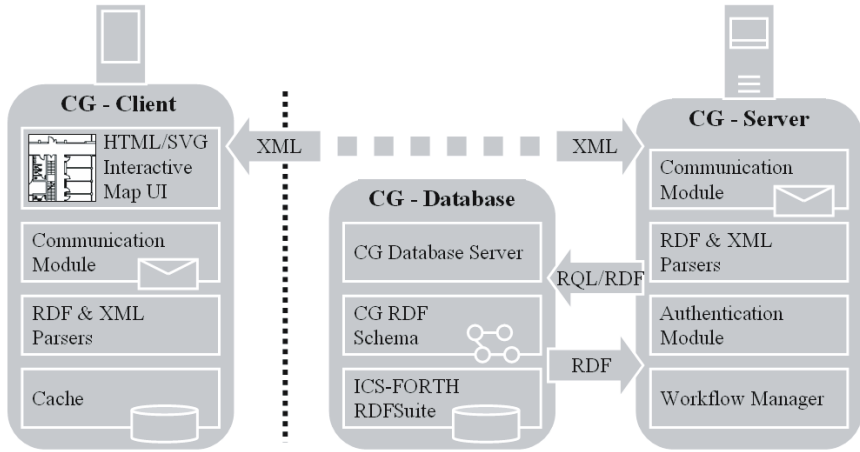 CG - Client
HTML/SVG
Interactive
Map UI
Communication
Module
RDF & XML
Parsers
Cache
XML
XML
CG - Database
CG Database Server
CG RDF
Schema
ICS-FORTH
RDFSuite
RQL/RDF
RDF
CG - Server
Communication
Module
RDF & XML
Parsers
Authentication
Module
Workflow Manager